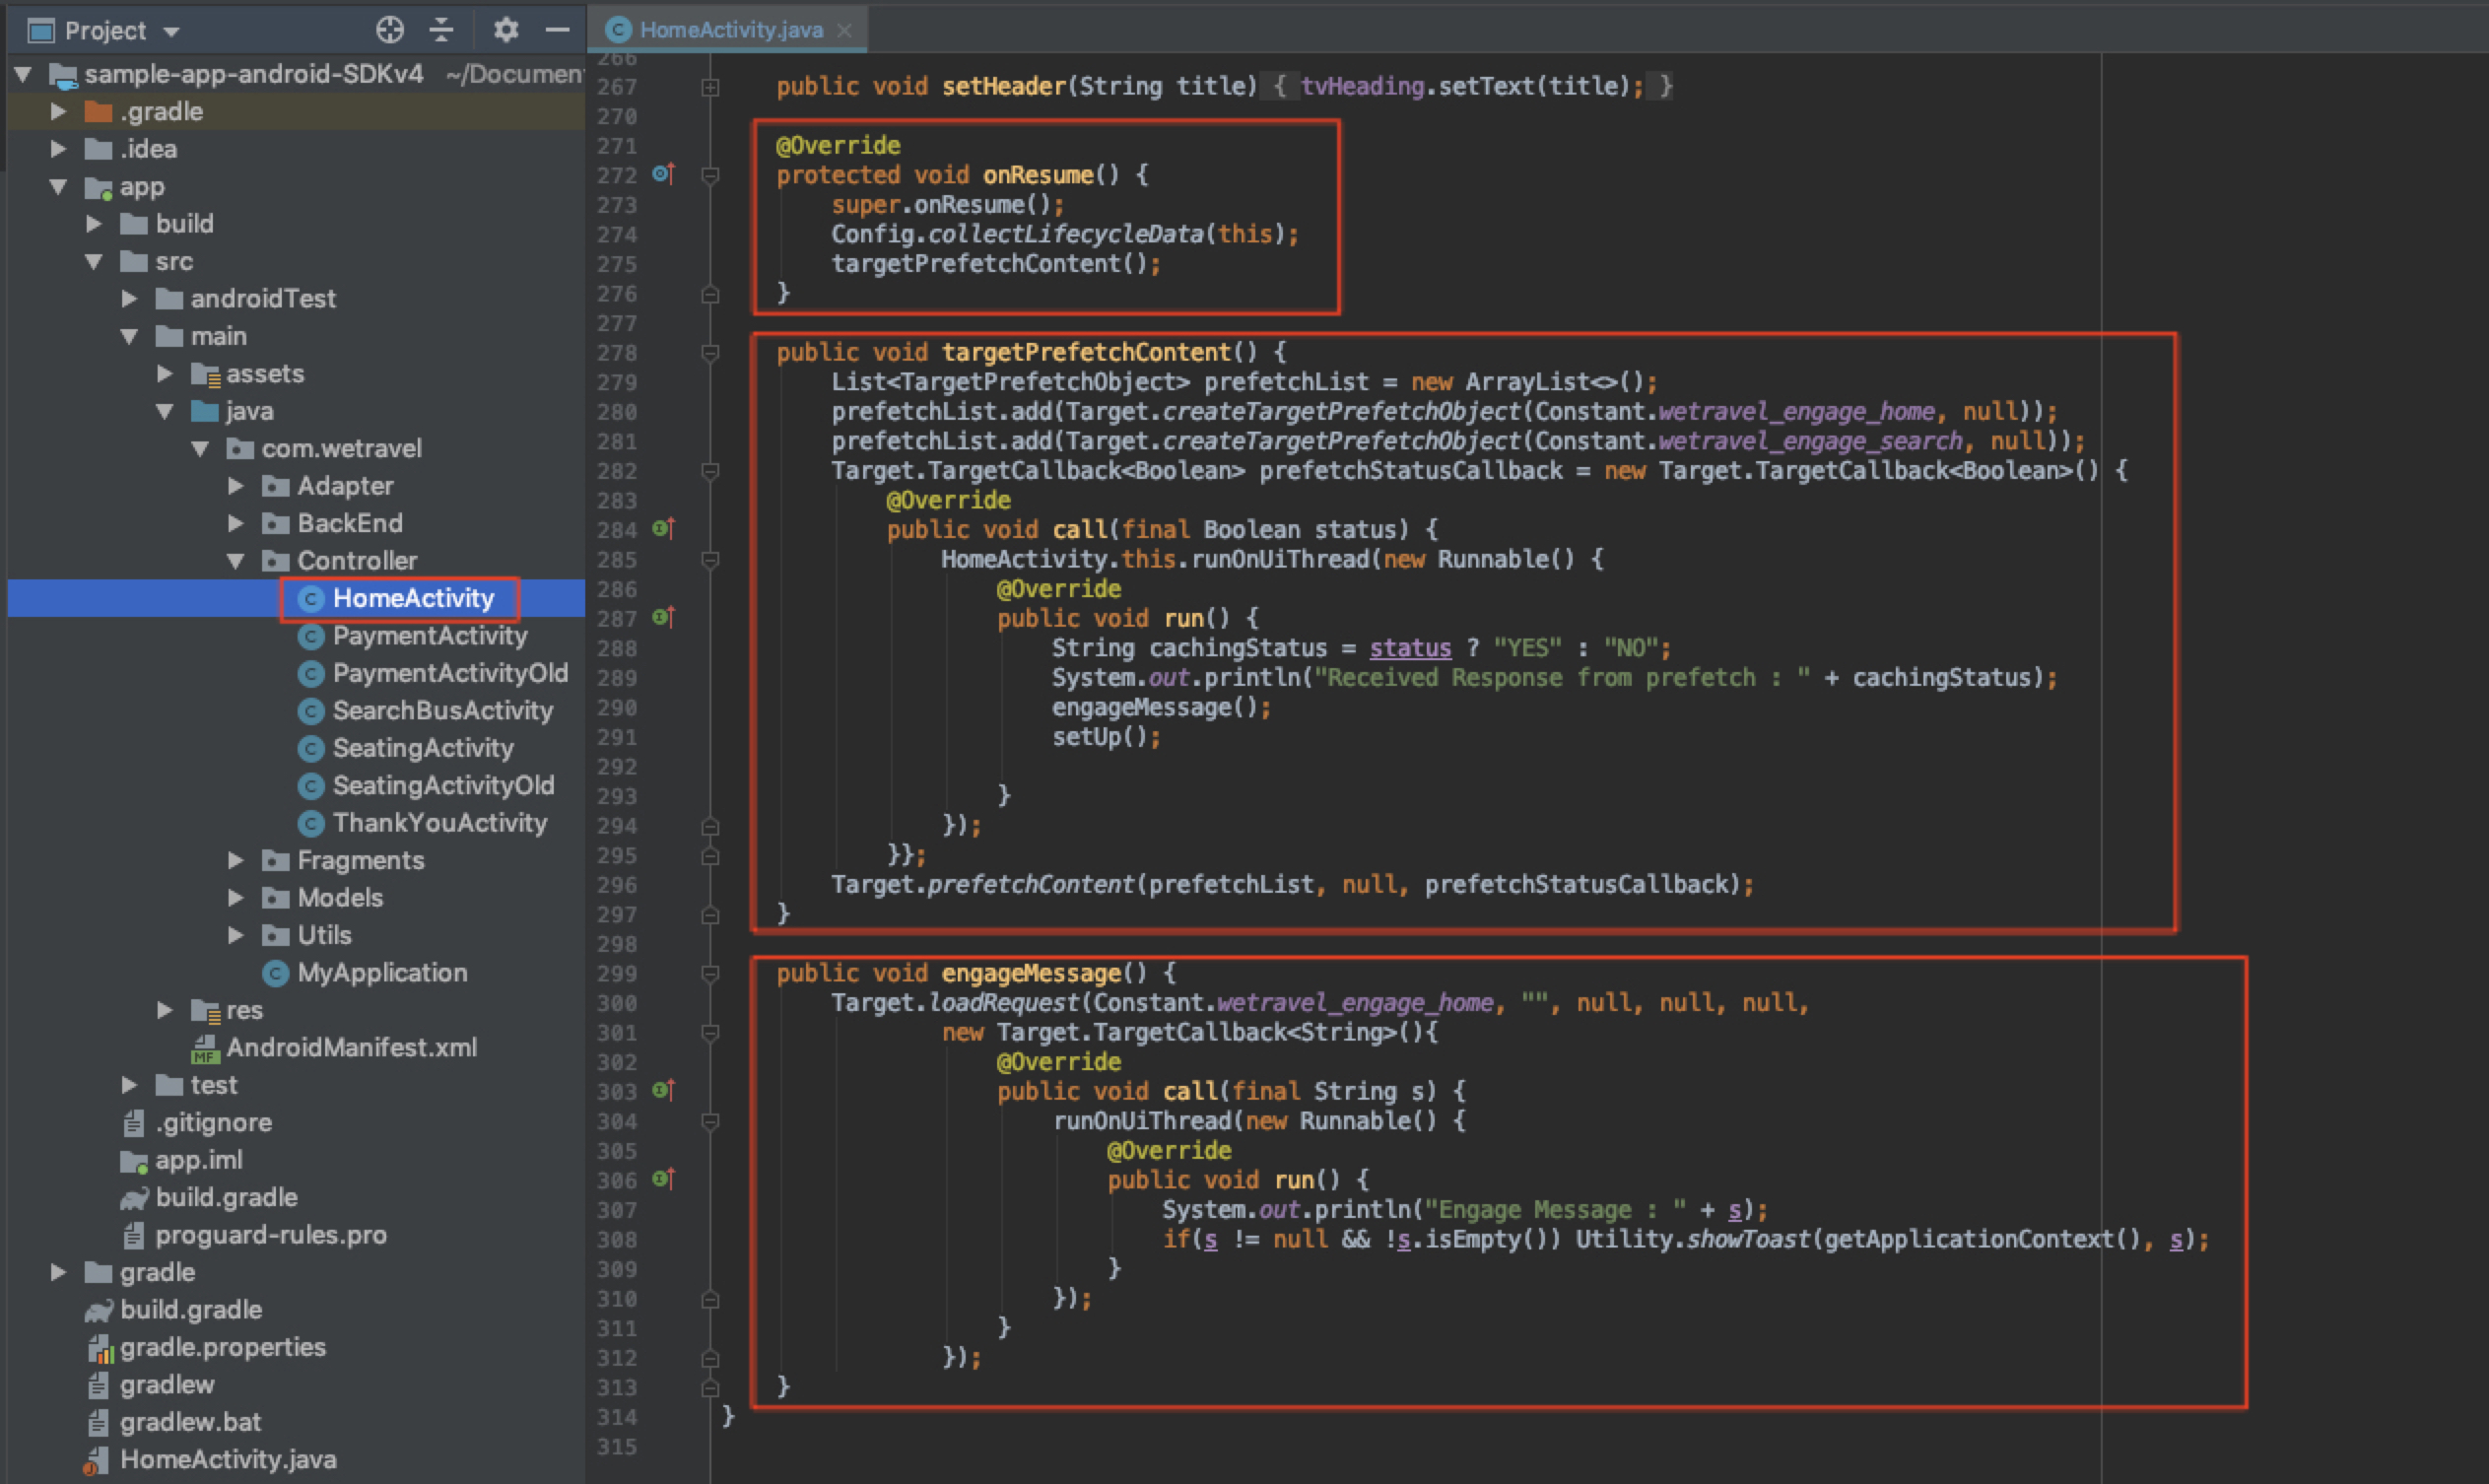 Project
sample-app-android-SDKv4 ~/Documen
.gradle
.idea
app
build
src
androidTest
main
assets
java
com.wetravel
Adapter
BackEnd
Controller
HomeActivity
PaymentActivity
PaymentActivityOld
SearchBusActivity
SeatingActivity
SeatingActivityOld
ThankYouActivity
Fragments
Models
Utils
MyApplication
res
AndroidManifest.xml
test
.gitignore
app.iml
build.gradle
proguard-rules.pro
gradle
build.gradle
gradle.properties
gradlew
gradlew.bat
HomeActivity.java
HomeActivity.java
266
267 public void setHeader(String title) { tvHeading.setText(title); }
270
271 @Override
272 protected void onResume() {
273 super.onResume();
274 Config.collectLifecycleData(this);
275 targetPrefetchContent();
276 }
277
278 public void targetPrefetchContent() {
279 List<TargetPrefetchObject> prefetchList = new ArrayList<>();
280 prefetchList.add(Target.createTargetPrefetchObject(Constant.wetravel_engage_home, null));
281 prefetchList.add(Target.createTargetPrefetchObject(Constant.wetravel_engage_search, null));
282 Target.TargetCallback<Boolean> prefetchStatusCallback = new Target.TargetCallback<Boolean>() {
283 @Override
284 public void call(final Boolean status) {
285 HomeActivity.this.runOnUiThread(new Runnable() {
286 @Override
287 public void run() {
288 String cachingStatus = status ? "YES" : "NO";
289 System.out.println("Received Response from prefetch : " + cachingStatus);
290 engageMessage();
291 setUp();
292
293 }
294 });
295 }};
296 Target.prefetchContent(prefetchList, null, prefetchStatusCallback);
297 }
298
299 public void engageMessage() {
300 Target.loadRequest(Constant.wetravel_engage_home, "", null, null, null,
301 new Target.TargetCallback<String>(){
302 @Override
303 public void call(final String s) {
304 runOnUiThread(new Runnable() {
305 @Override
306 public void run() {
307 System.out.println("Engage Message : " + s);
308 if(s != null && !s.isEmpty()) Utility.showToast(getApplicationContext(), s);
309 }
310 });
311 }
312 });
313 }
314 }
315